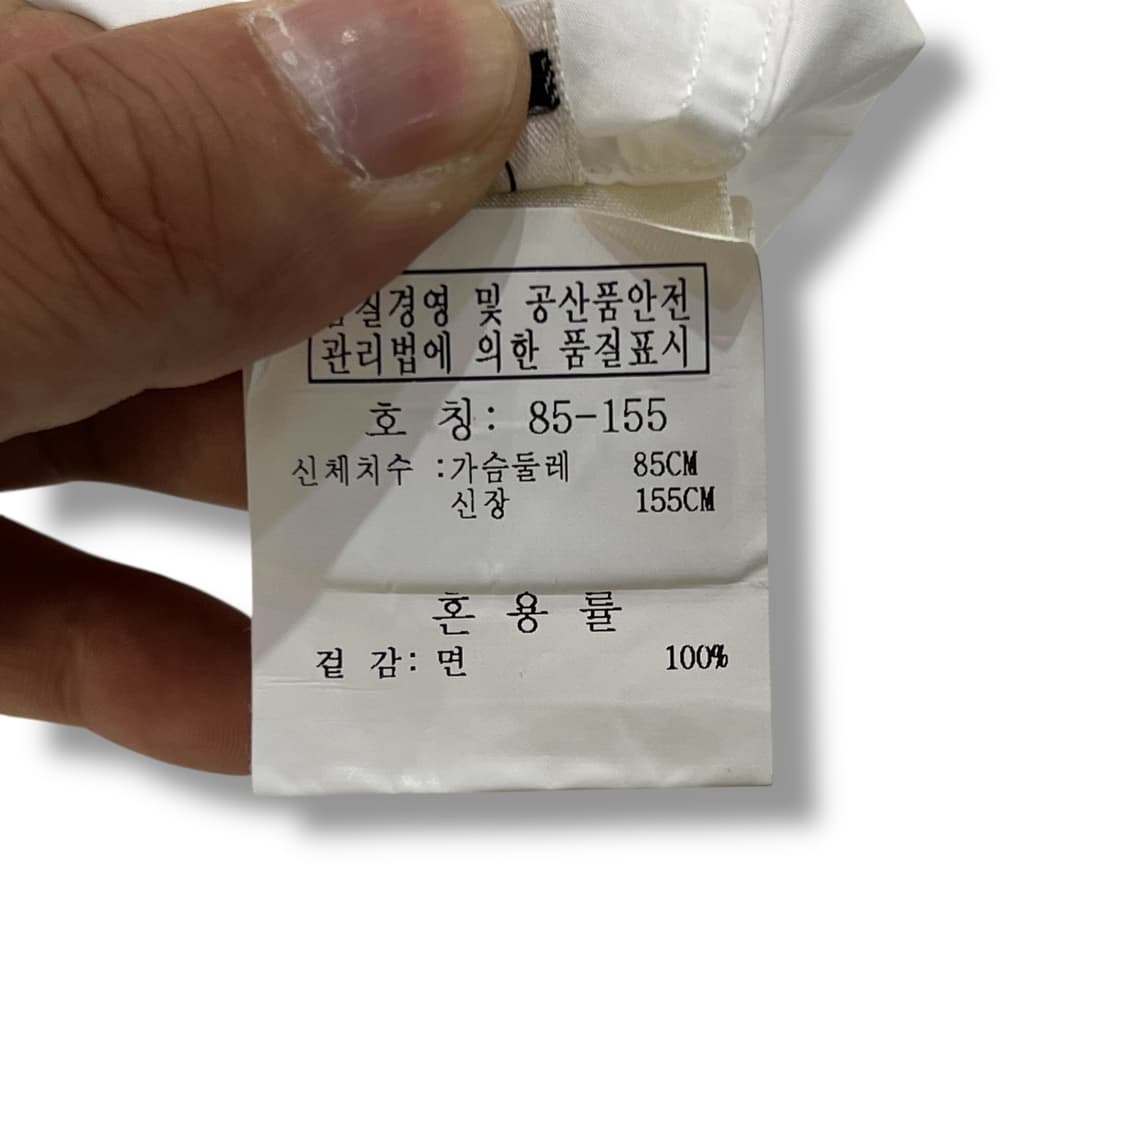 품질경영 및 공산품안전
관리법에 의한 품질표시
호 칭: 85-155
신체치수 :가슴둘레 85CM
신장 155CM
혼 용 률
겉 감: 면 100%